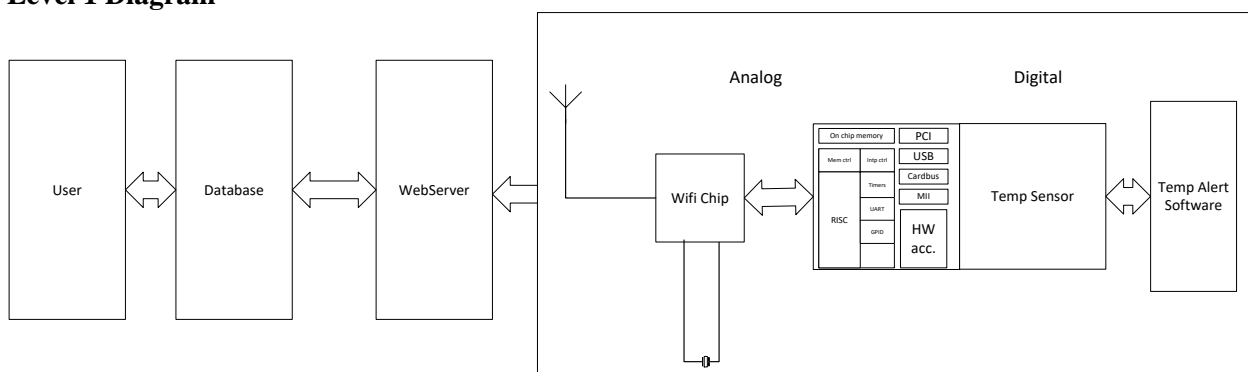 Level 1 Diagram
Analog
Digital
User
Database
WebServer
Wifi Chip
On chip memory
PCI
Mem ctrl
Intp ctrl
USB
Timers
Cardbus
MII
RISC
UART
GPIO
HW
acc.
Temp Sensor
Temp Alert
Software